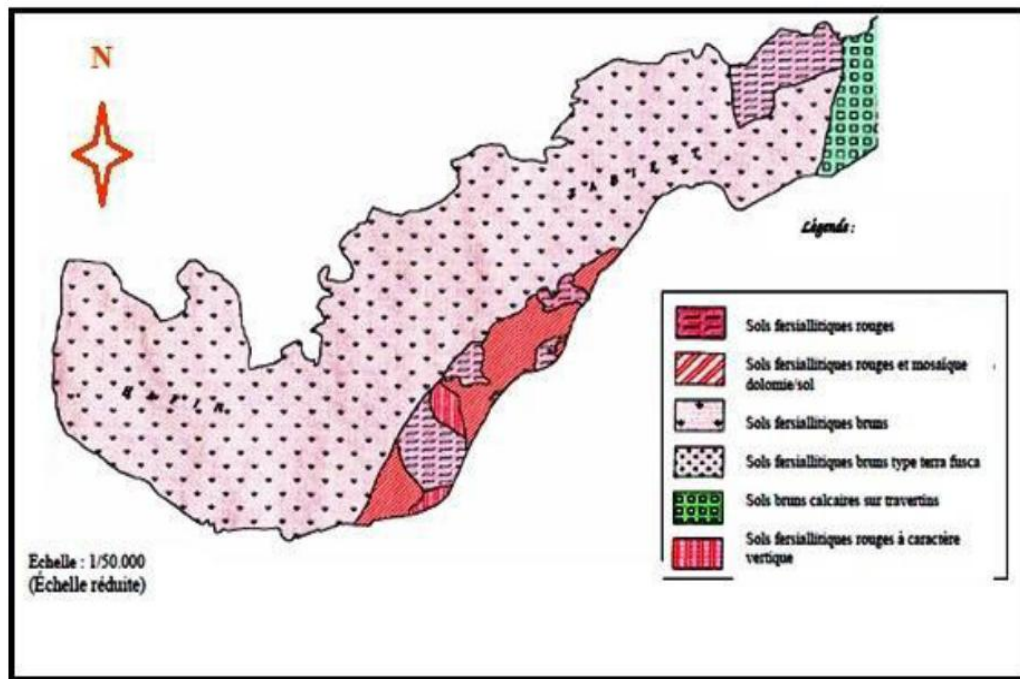 N
Lègends :
Sols fersiallitiques rouges
Sols fersiallitiques rouges et mosaïque
dolomie/sol
Sols fersiallitiques bruns
Sols fersiallitiques bruns type terra fusca
Sols bruns calcaires sur travertins
Sols fersiallitiques rouges à caractère
vertique
Echelle : 1/50.000
(Échelle réduite)